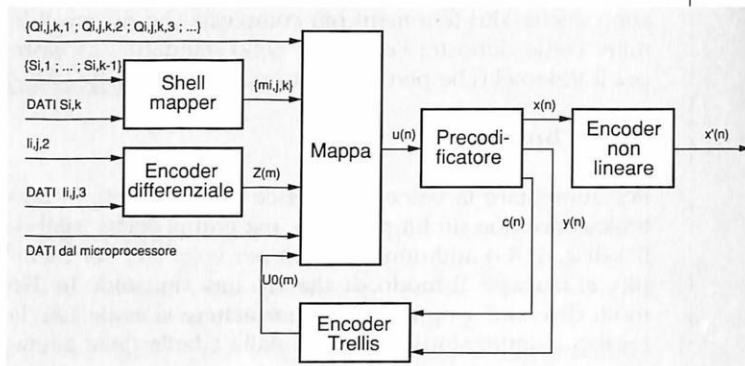 {Qi,j,k,1 ; Qi,j,k,2 ; Qi,j,k,3 ; ...}
{Si,1 ; ... ; Si,k-1}
DATI Si,k
Shell
mapper
{mi,j,k}
Ii,j,2
DATI Ii,j,3
Encoder
differenziale
Z(m)
DATI dal microprocessore
Mappa
U0(m)
u(n)
Precodi-
ficatore
x(n)
c(n)
y(n)
Encoder
non
lineare
x'(n)
Encoder
Trellis